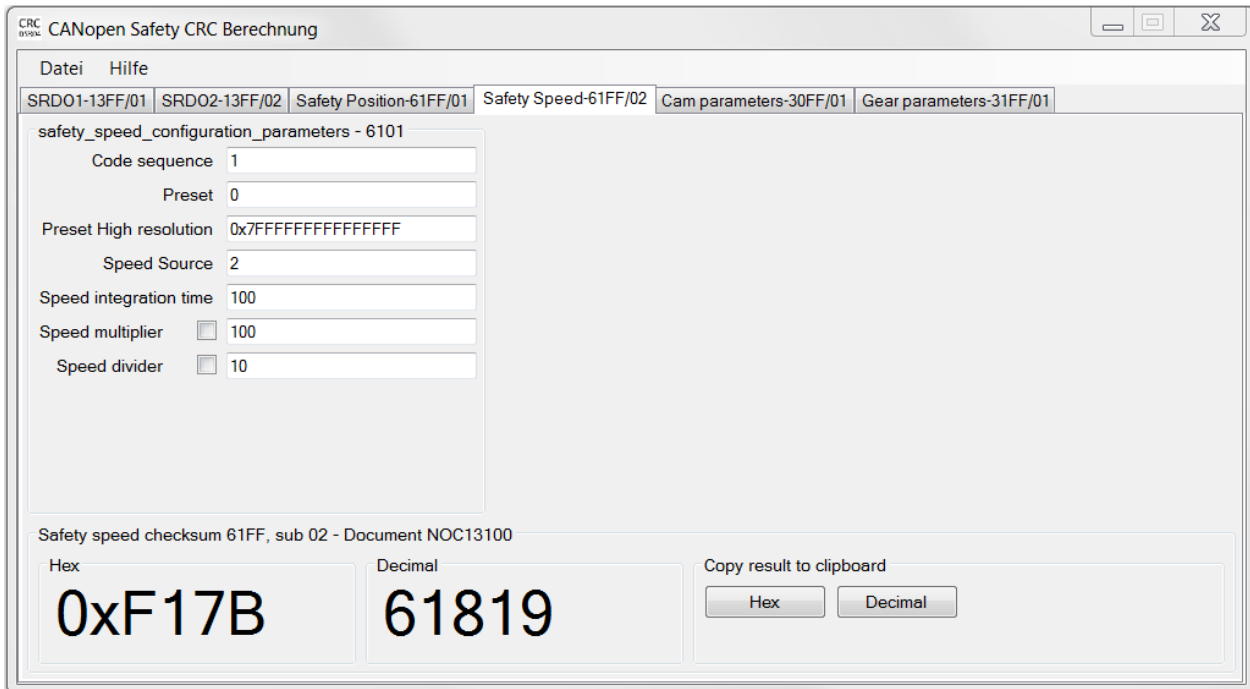 CRC DSR04 CANopen Safety CRC Berechnung
Datei Hilfe
SRDO1-13FF/01 SRDO2-13FF/02 Safety Position-61FF/01 Safety Speed-61FF/02 Cam parameters-30FF/01 Gear parameters-31FF/01
safety_speed_configuration_parameters - 6101
Code sequence 1
Preset 0
Preset High resolution 0x7FFFFFFFFFFFFFFF
Speed Source 2
Speed integration time 100
Speed multiplier 100
Speed divider 10
Safety speed checksum 61FF, sub 02 - Document NOC13100
Hex Decimal Copy result to clipboard
0xF17B 61819 Hex Decimal